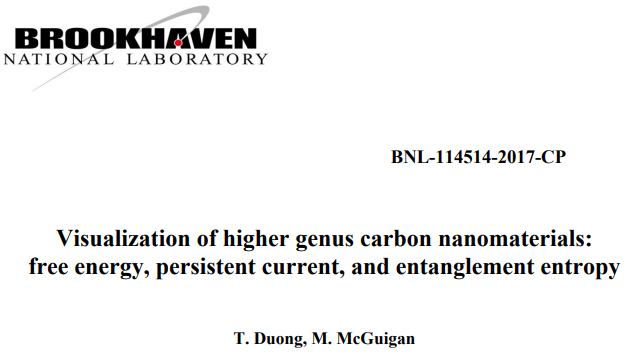 BROOKHAVEN
NATIONAL LABORATORY
BNL-114514-2017-CP
Visualization of higher genus carbon nanomaterials:
free energy, persistent current, and entanglement entropy
T. Duong, M. McGuigan